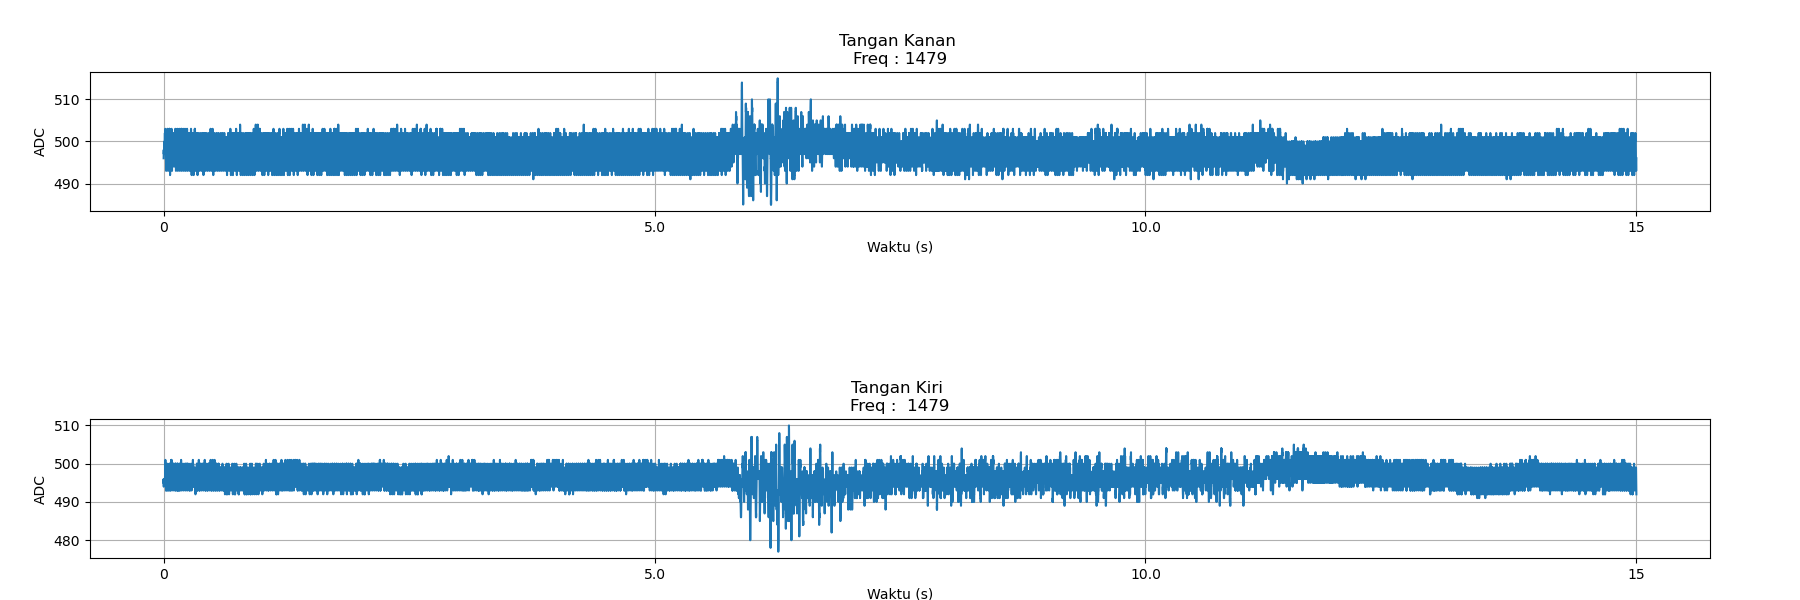 Tangan Kanan
Freq : 1479
510
500
490
ADC
0 5.0 10.0 15
Waktu (s)
Tangan Kiri
Freq :  1479
510
500
490
480
ADC
0 5.0 10.0 15
Waktu (s)